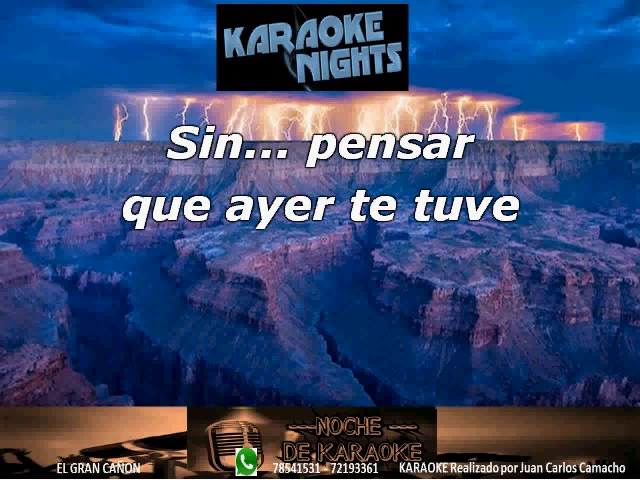 KARAOKE
NIGHTS
Sin... pensar
que ayer te tuve
NOCHE
DE KARAOKE
EL GRAN CAÑON
78541531 - 72193361
KARAOKE Realizado por Juan Carlos Camacho